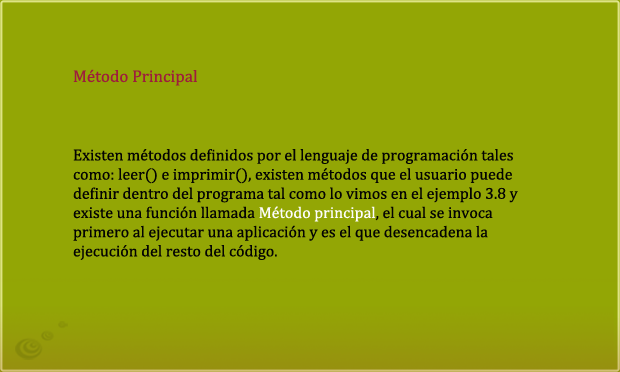 Método Principal
Existen métodos definidos por el lenguaje de programación tales
como: leer() e imprimir(), existen métodos que el usuario puede
definir dentro del programa tal como lo vimos en el ejemplo 3.8 y
existe una función llamada Método principal, el cual se invoca
primero al ejecutar una aplicación y es el que desencadena la
ejecución del resto del código.